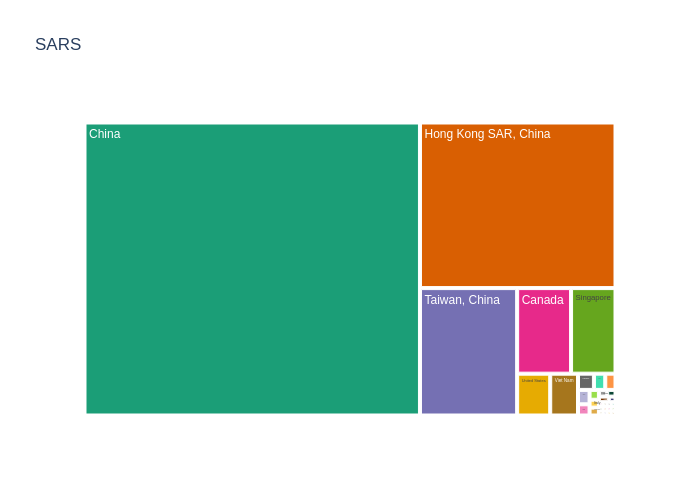 SARS
China
Hong Kong SAR, China
Taiwan, China
Canada
Singapore
United States
Viet Nam